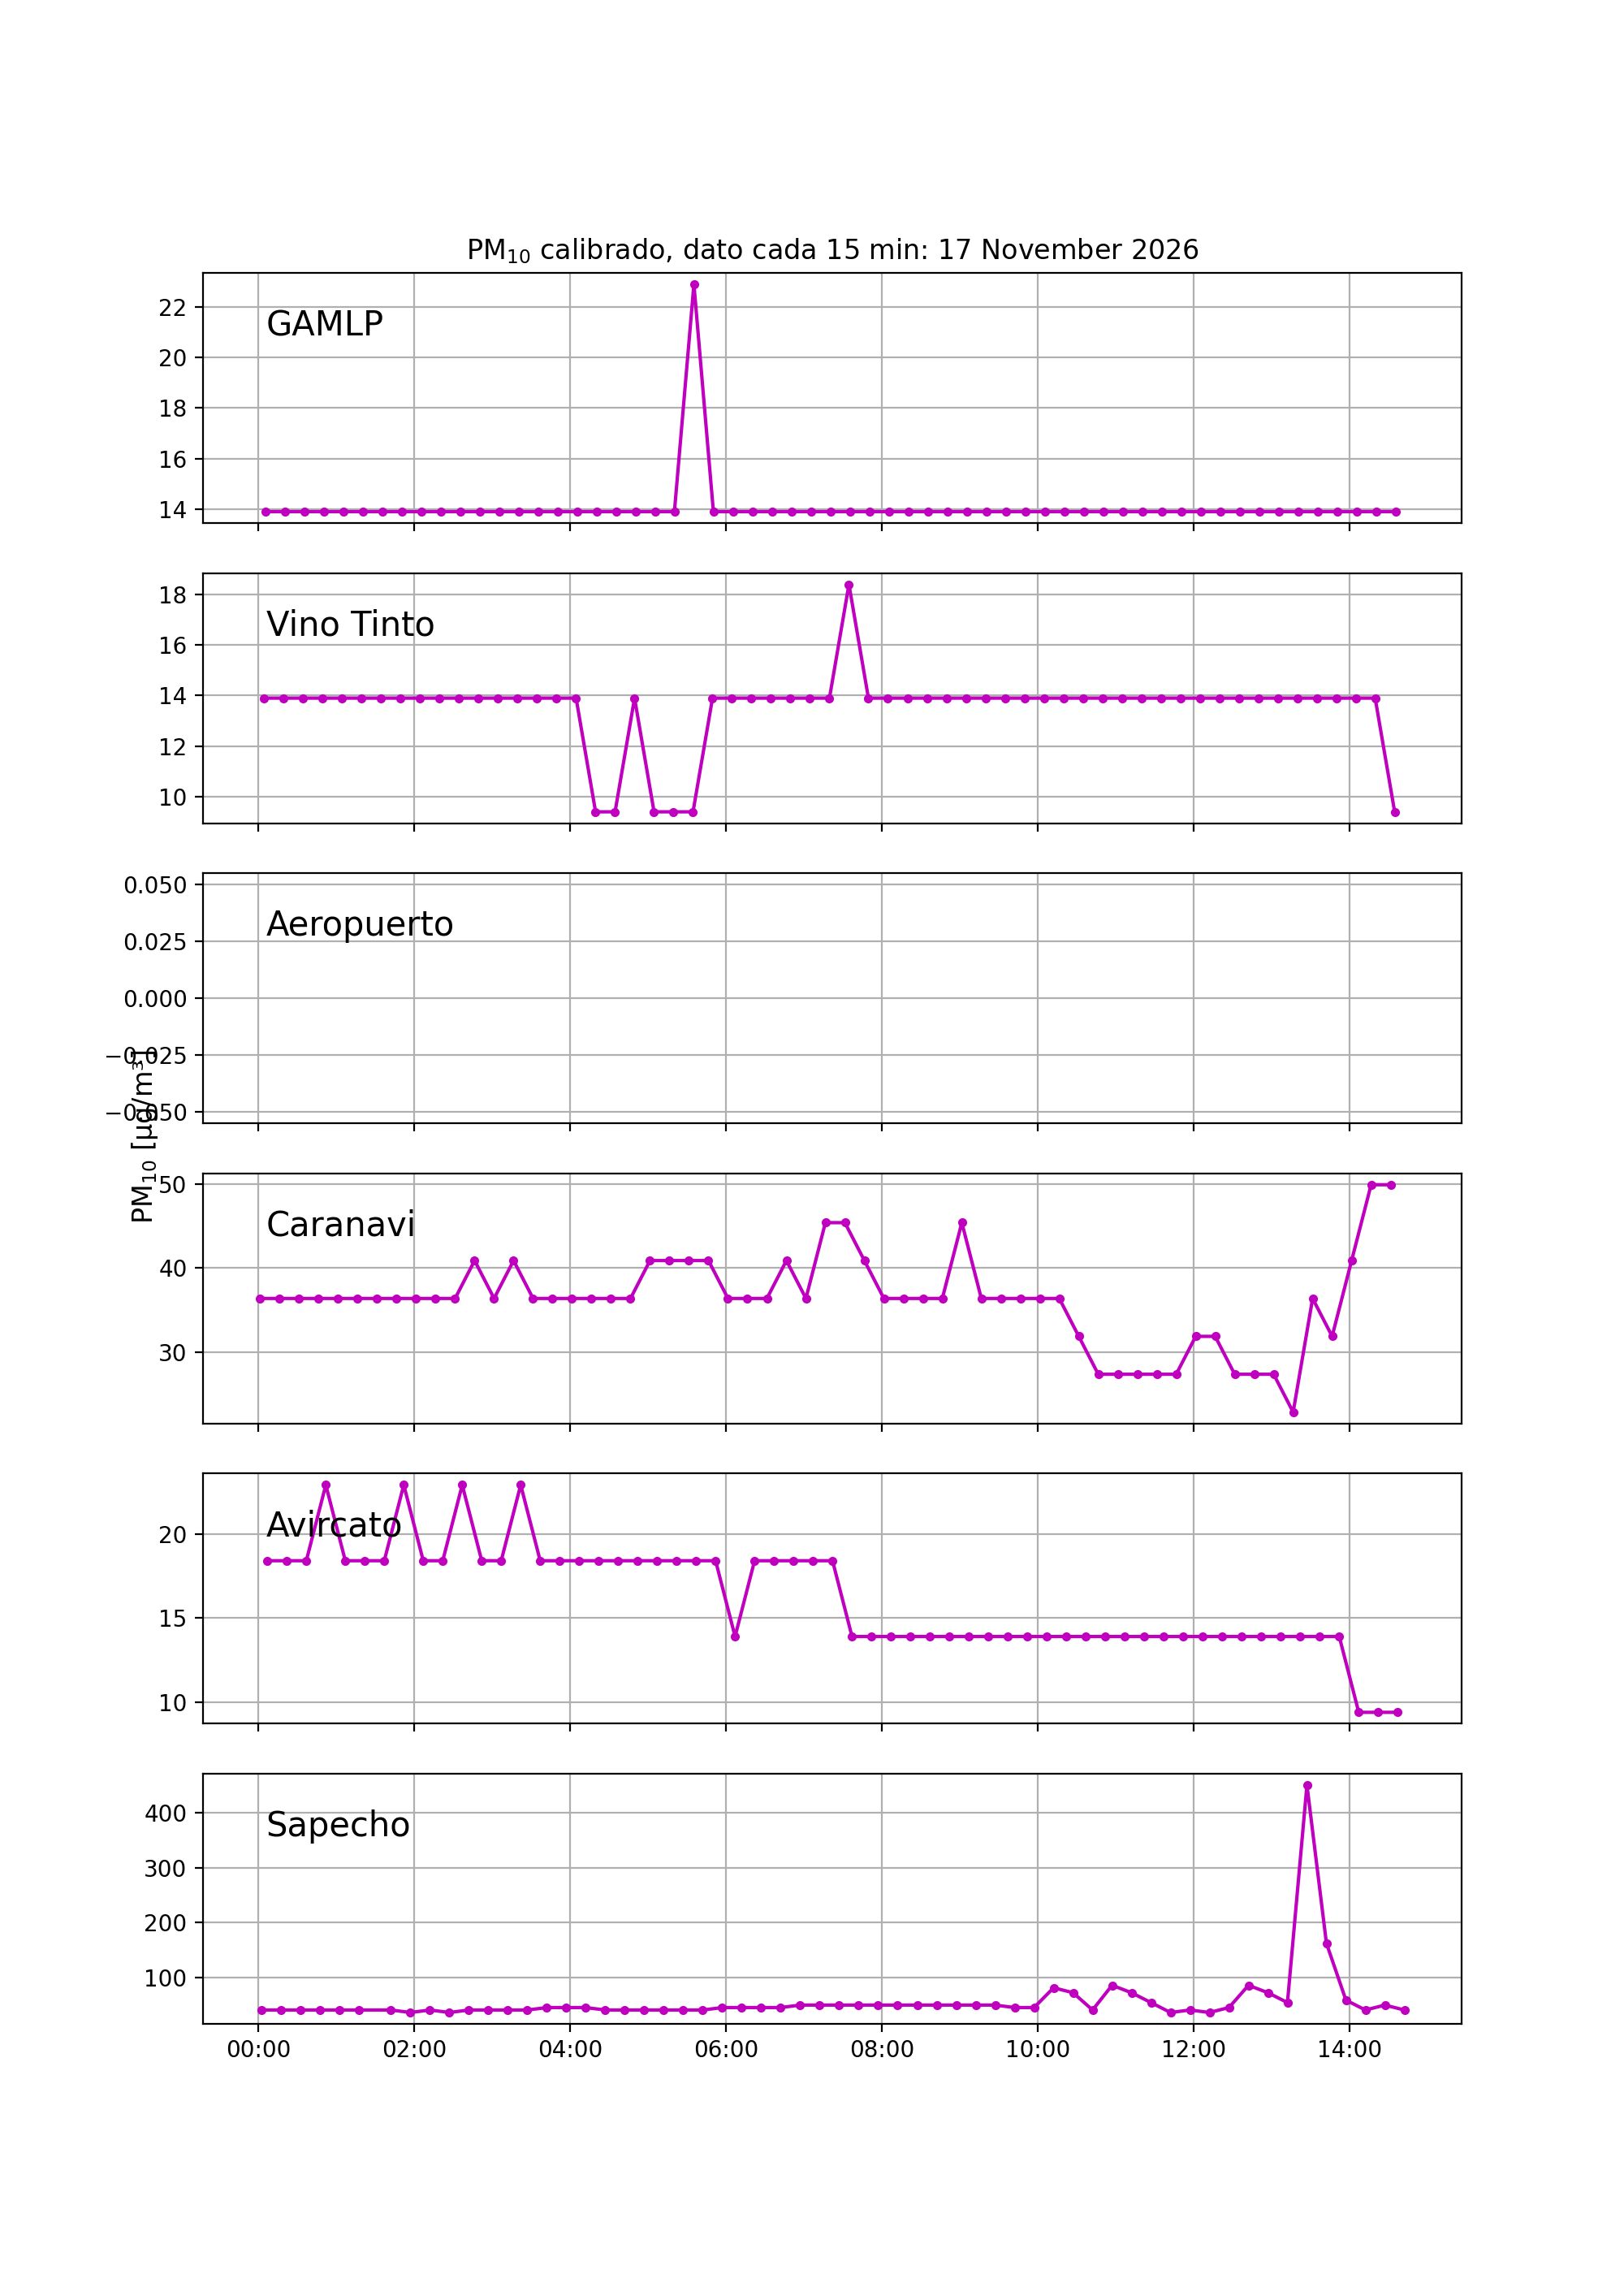 PM₁₀ calibrado, dato cada 15 min: 17 November 2026
GAMLP
22
20
18
16
14
Vino Tinto
18
16
14
12
10
Aeropuerto
0.050
0.025
0.000
−0.025
−0.050
PM₁₀ [µg/m³]
Caranavi
50
40
30
Avircato
20
15
10
Sapecho
400
300
200
100
00:00 02:00 04:00 06:00 08:00 10:00 12:00 14:00